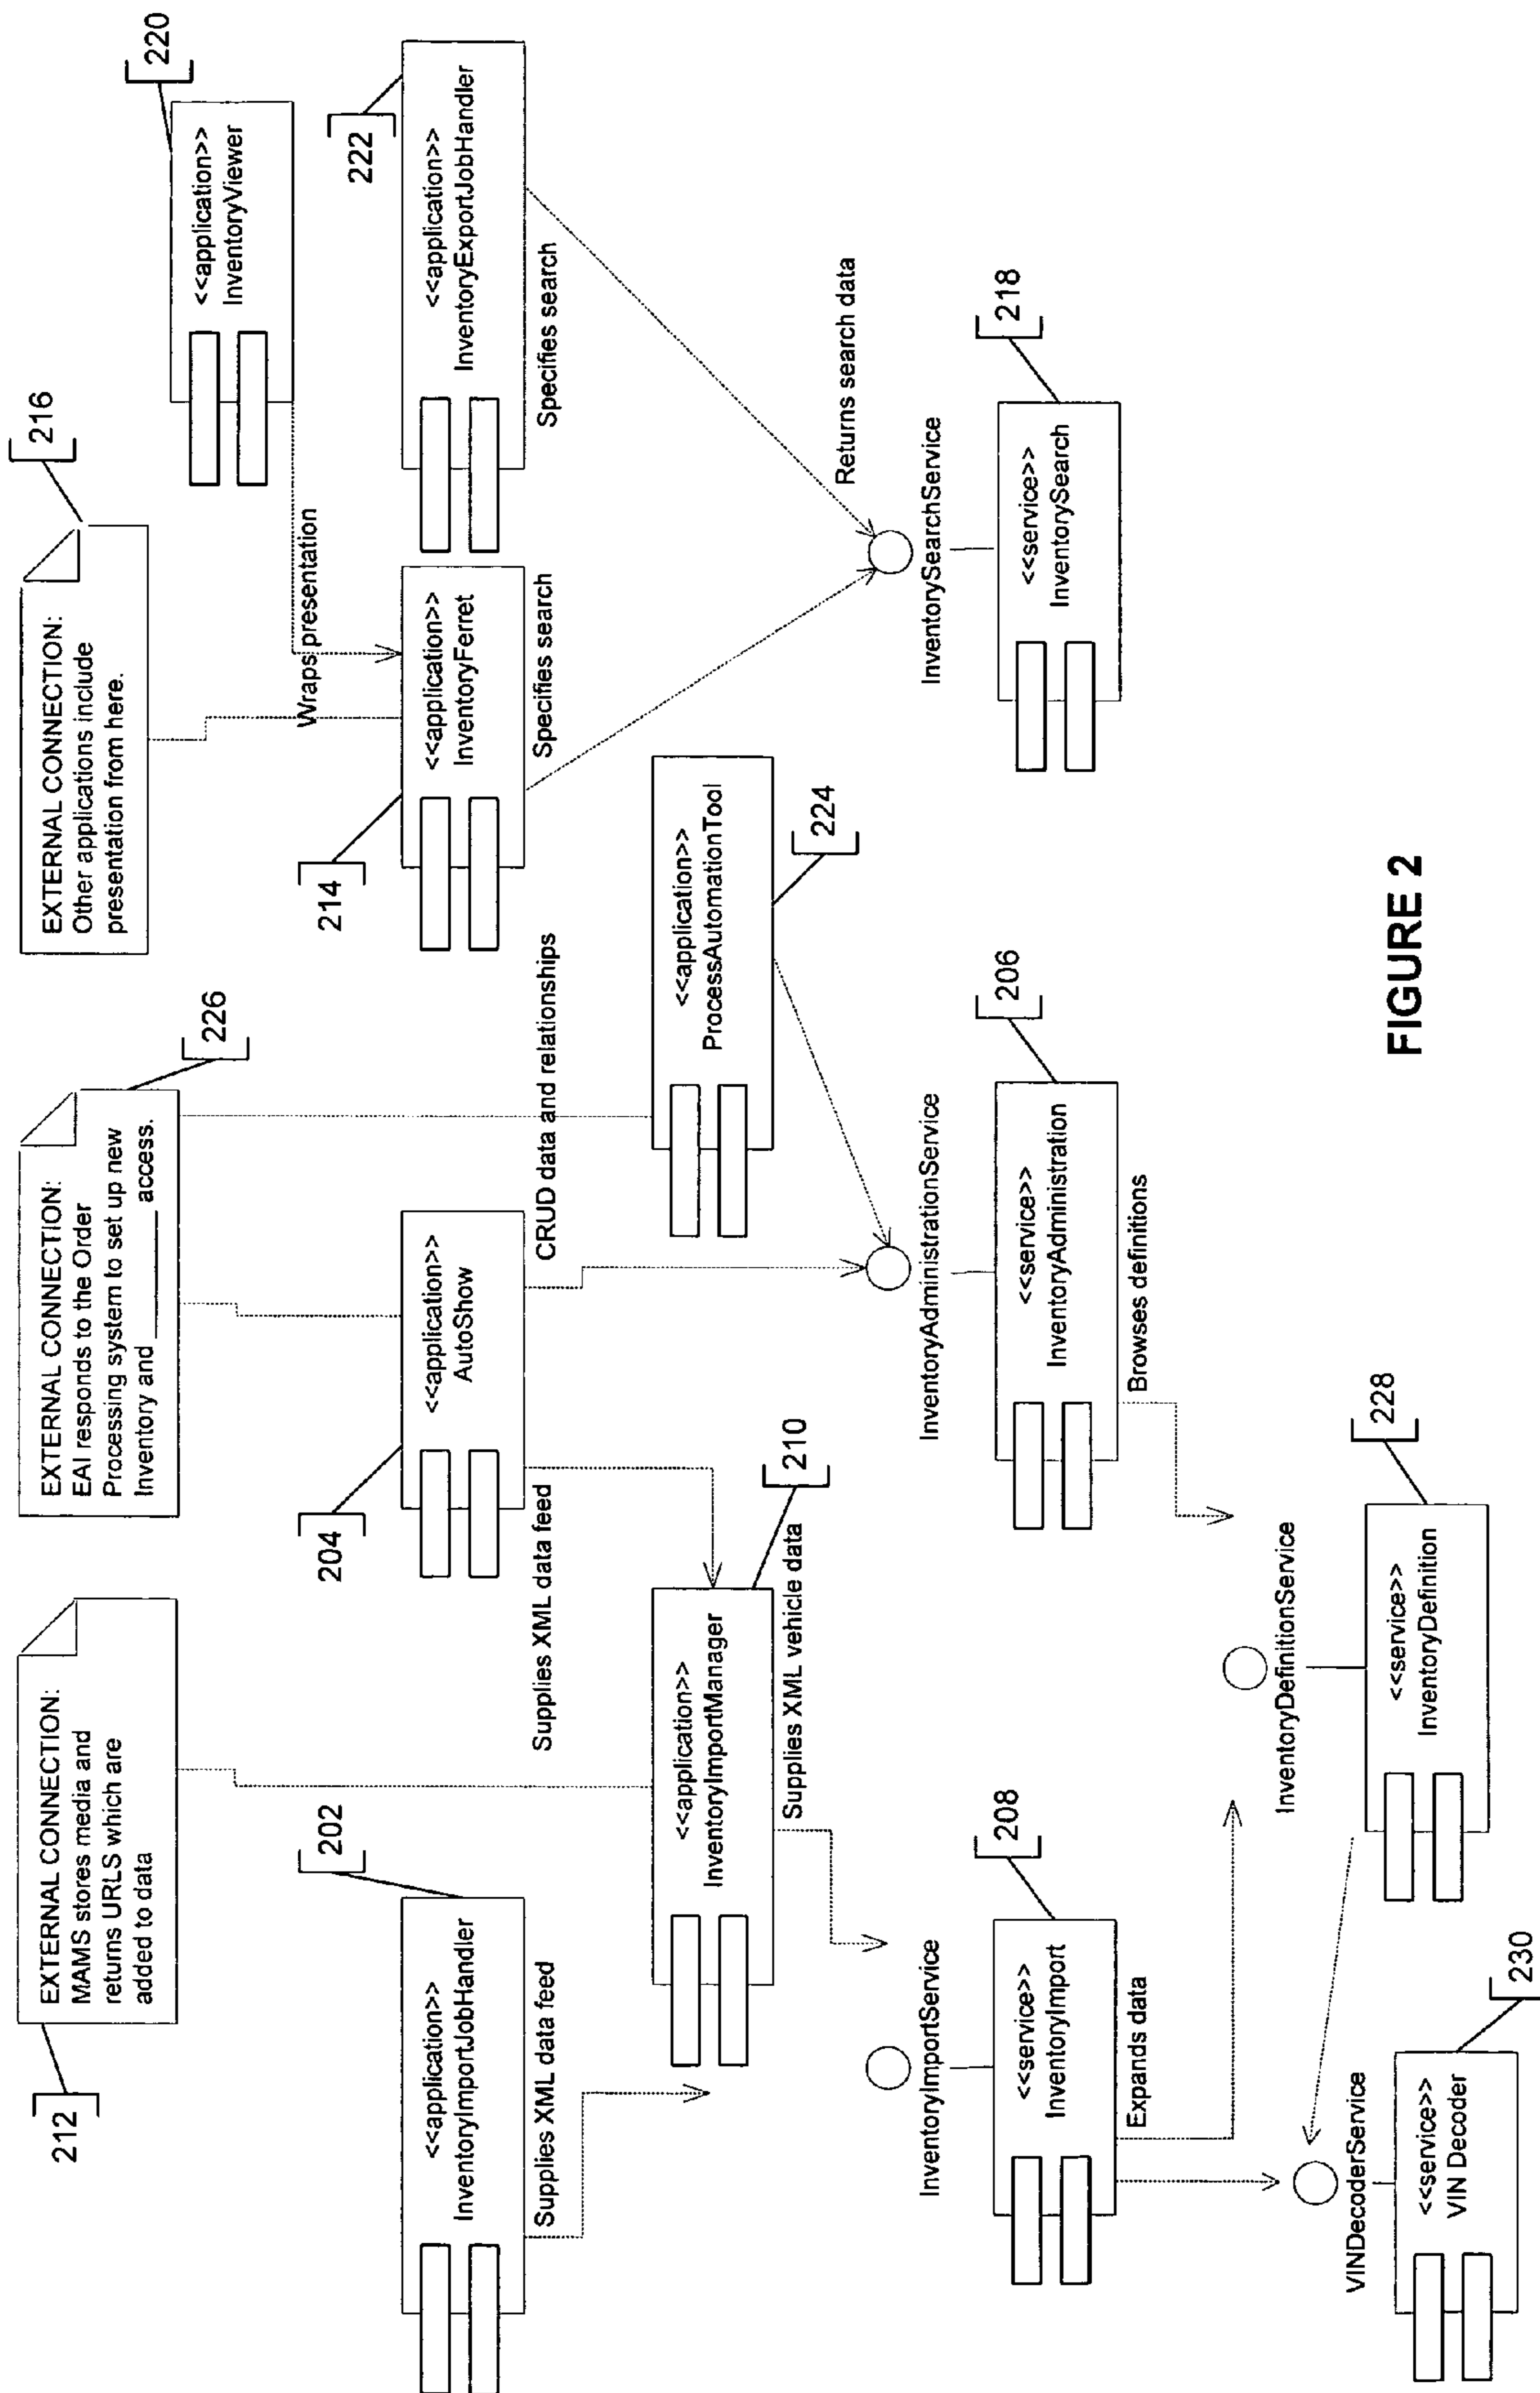 212
EXTERNAL CONNECTION:
MAMS stores media and
returns URLS which are
added to data
EXTERNAL CONNECTION:
EAI responds to the Order
Processing system to set up new
Inventory and ________ access.
226
EXTERNAL CONNECTION:
Other applications include
presentation from here.
216
220
<<application>>
InventoryViewer
Wraps presentation
202
<<application>>
InventoryImportJobHandler
Supplies XML data feed
204
<<application>>
AutoShow
Supplies XML data feed
CRUD data and relationships
214
<<application>>
InventoryFerret
Specifies search
222
<<application>>
InventoryExportJobHandler
Specifies search
<<application>>
InventoryImportManager
210
Supplies XML vehicle data
<<application>>
ProcessAutomationTool
224
Returns search data
InventoryImportService
<<service>>
InventoryImport
208
Expands data
InventoryAdministrationService
<<service>>
InventoryAdministration
206
Browses definitions
InventorySearchService
<<service>>
InventorySearch
218
VINDecoderService
<<service>>
VIN Decoder
230
InventoryDefinitionService
<<service>>
InventoryDefinition
228
FIGURE 2